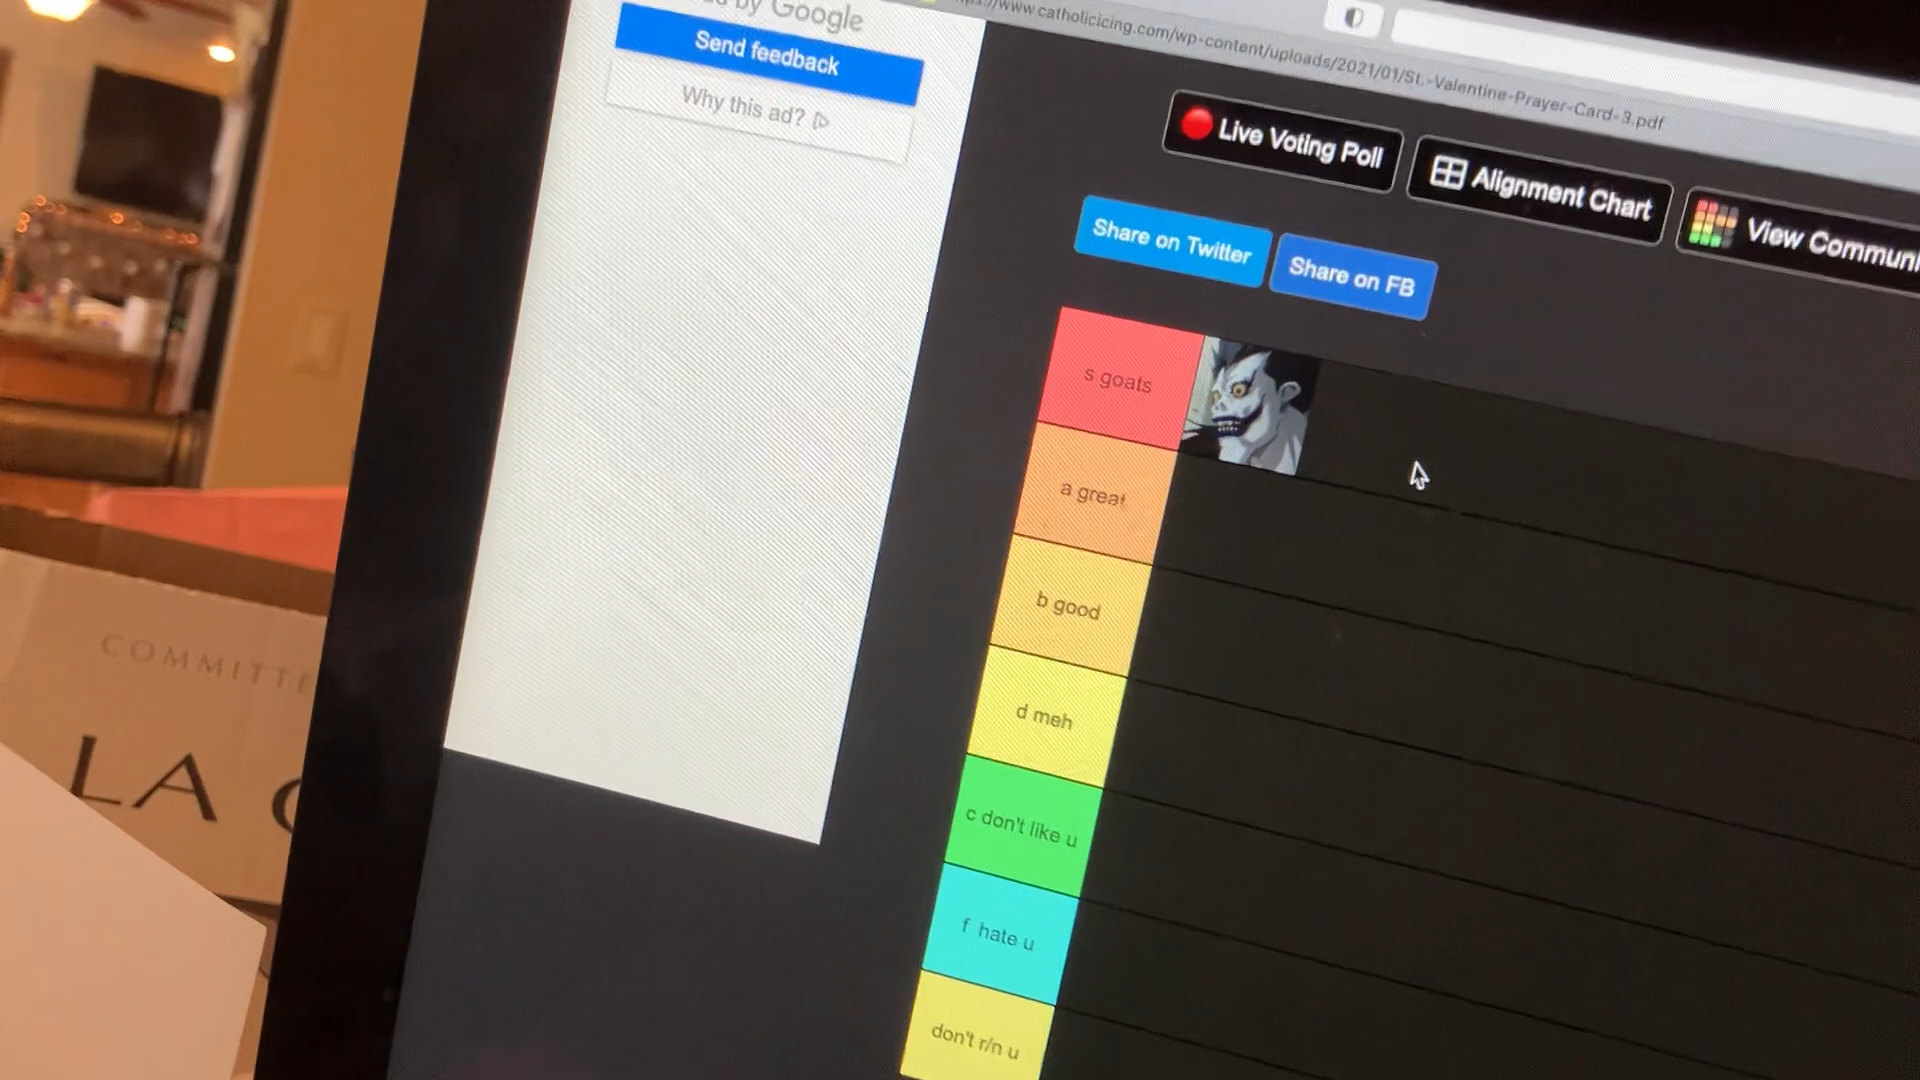 by Google
Send feedback
Why this ad?
www.catholicicing.com/wp-content/uploads/2021/01/St.-Valentine-Prayer-Card-3.pdf
Live Voting Poll
Alignment Chart
View
Share on Twitter
Share on FB
s goats
a great
b good
d meh
c don't like u
f hate u
don't r/n u
LA